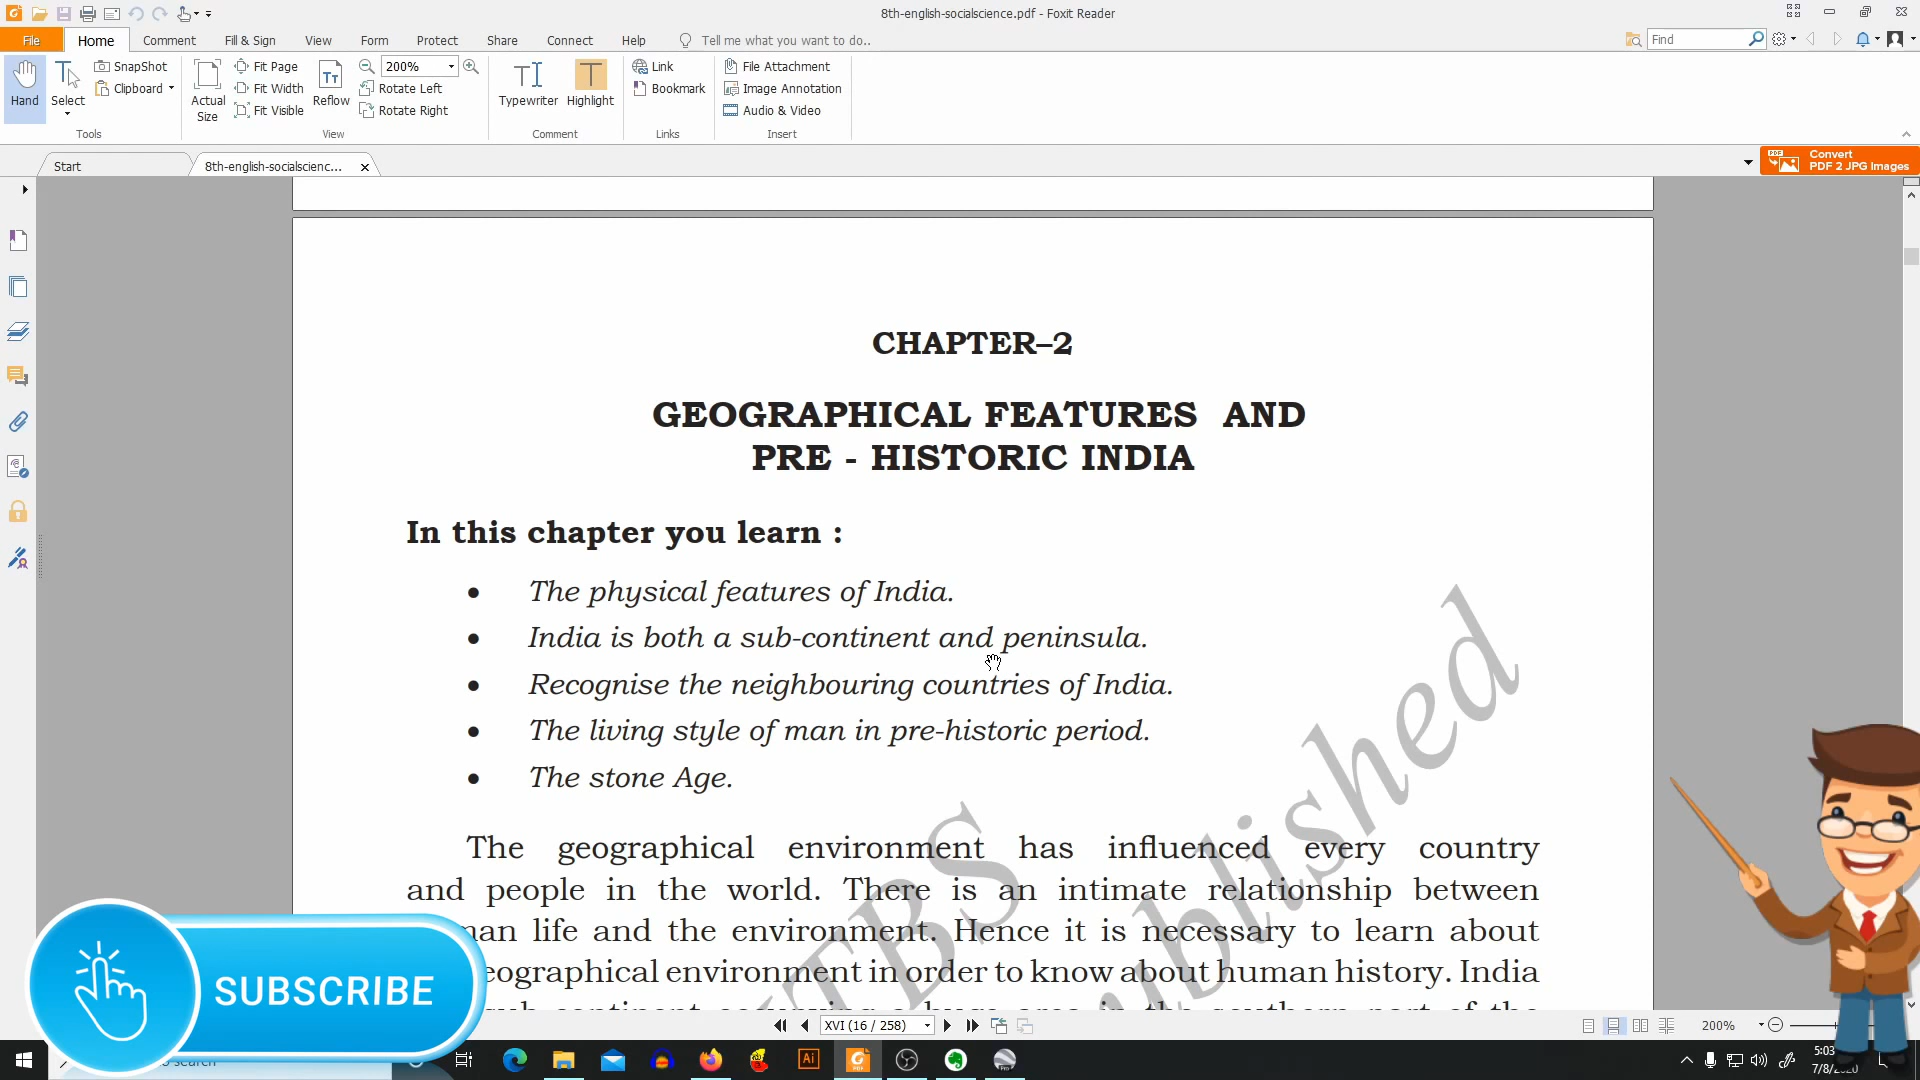 8th-english-socialscience.pdf - Foxit Reader
File Home Comment Fill & Sign View Form Protect Share Connect Help Tell me what you want to do.. Find
Hand
Select
SnapShot
Clipboard
Tools
Actual Size
Fit Page
Fit Width
Fit Visible
Reflow
200%
Rotate Left
Rotate Right
View
Typewriter
Highlight
Comment
Link
Bookmark
Links
File Attachment
Image Annotation
Audio & Video
Insert
Start
8th-english-socialscienc...
Convert
PDF 2 JPG Images
CHAPTER–2
GEOGRAPHICAL FEATURES AND
PRE - HISTORIC INDIA
In this chapter you learn :
• The physical features of India.
• India is both a sub-continent and peninsula.
• Recognise the neighbouring countries of India.
• The living style of man in pre-historic period.
• The stone Age.
The geographical environment has influenced every country
and people in the world. There is an intimate relationship between
life and the environment. Hence it is necessary to learn about
environment in order to know about human history. India
KTBS
published
SUBSCRIBE
XVI (16 / 258)
200%
search
5:03
7/8/2020